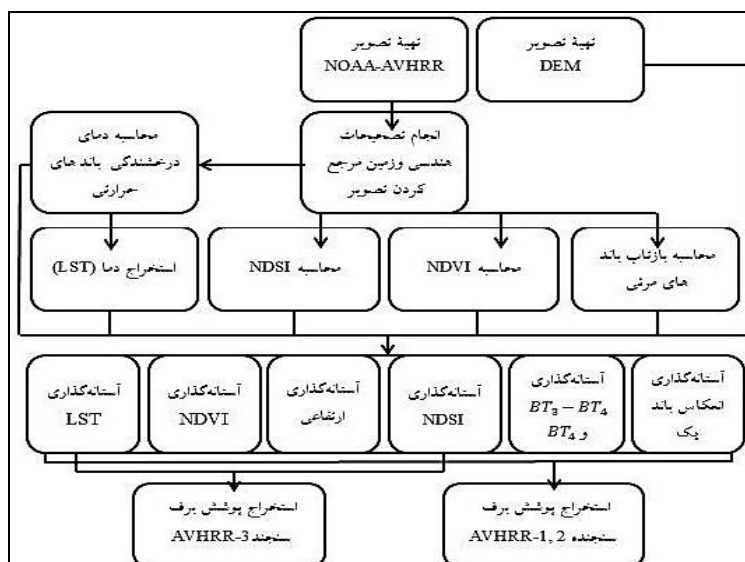 تهیهٔ تصویر
NOAA-AVHRR
تهیهٔ تصویر
DEM
انجام تصحیحات
هندسی وزمین مرجع
کردن تصویر
محاسبه دمای
درخشندگی باند های
حرارتی
استخراج دما (LST)
محاسبه NDSI
محاسبه NDVI
محاسبه بازتاب باند
های مرئی
آستانه‌گذاری
LST
آستانه‌گذاری
NDVI
آستانه‌گذاری
ارتفاعی
آستانه‌گذاری
NDSI
آستانه‌گذاری
BT₃ − BT₄
و BT₄
آستانه‌گذاری
انعکاس باند
یک
استخراج پوشش برف
سنجند AVHRR-3
استخراج پوشش برف
سنجنده AVHRR-1, 2